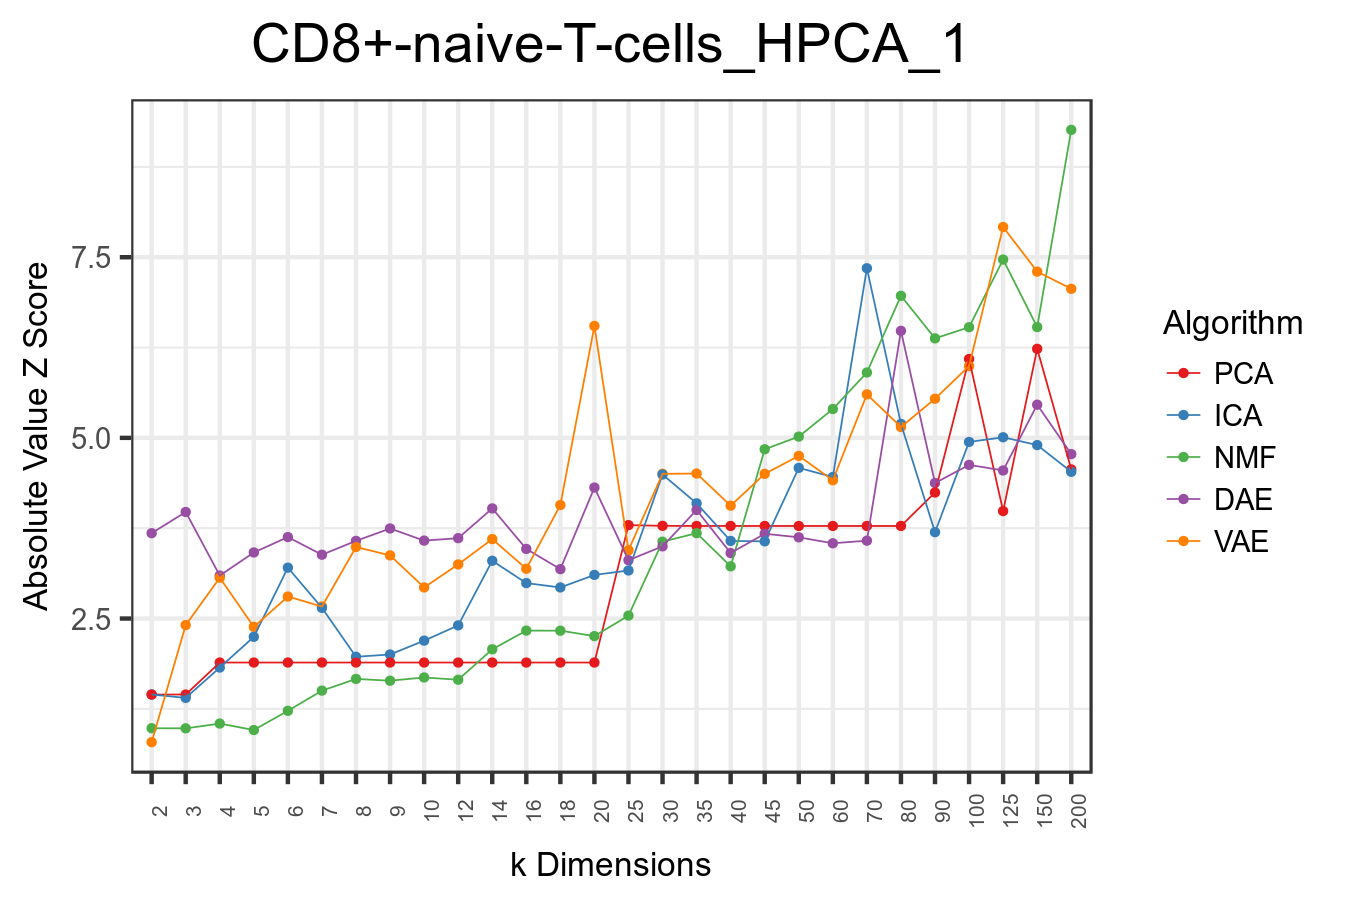 CD8+-naive-T-cells_HPCA_1
Absolute Value Z Score
7.5
5.0
2.5
2 3 4 5 6 7 8 9 10 12 14 16 18 20 25 30 35 40 45 50 60 70 80 90 100 125 150 200
k Dimensions
Algorithm
PCA
ICA
NMF
DAE
VAE